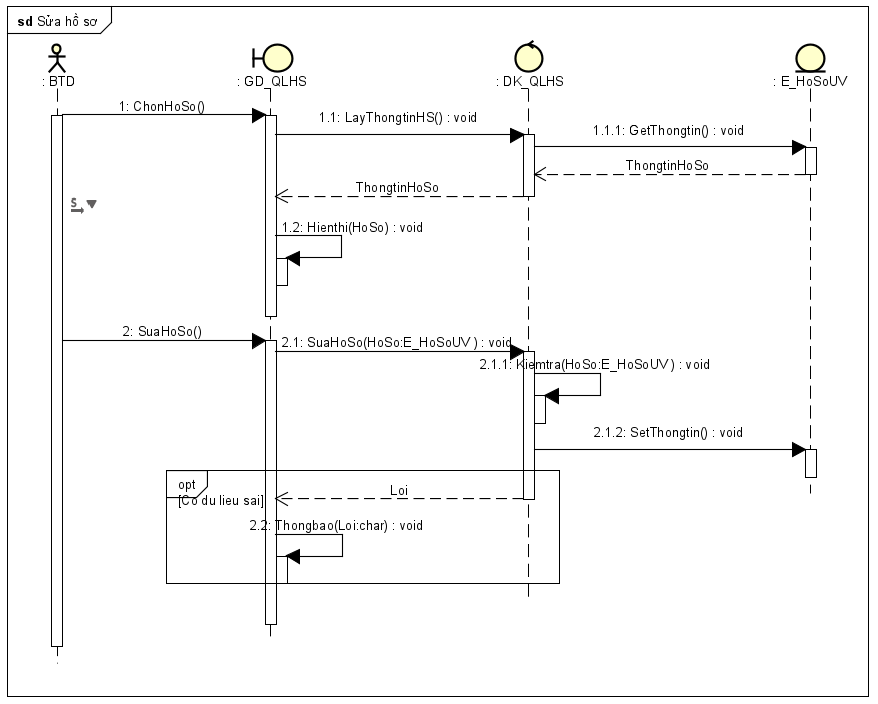 sd Sửa hồ sơ
: BTD
: GD_QLHS
: DK_QLHS
: E_HoSoUV
1: ChonHoSo()
1.1: LayThongtinHS() : void
1.1.1: GetThongtin() : void
ThongtinHoSo
ThongtinHoSo
S
1.2: Hienthi(HoSo) : void
2: SuaHoSo()
2.1: SuaHoSo(HoSo:E_HoSoUV) : void
2.1.1: Kiemtra(HoSo:E_HoSoUV) : void
2.1.2: SetThongtin() : void
opt
[Co du lieu sai]
Loi
2.2: Thongbao(Loi:char) : void